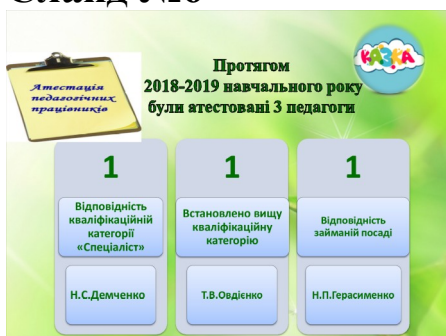 Слайд №8
КАЗКА
Атестація
педагогічних
працівників
Протягом
2018-2019 навчального року
були атестовані 3 педагоги
1
Відповідність
кваліфікаційній
категорії
«Спеціаліст»
Н.С.Демченко
1
Встановлено вищу
кваліфікаційну
категорію
Т.В.Овдієнко
1
Відповідність
займаній посаді
Н.П.Герасименко